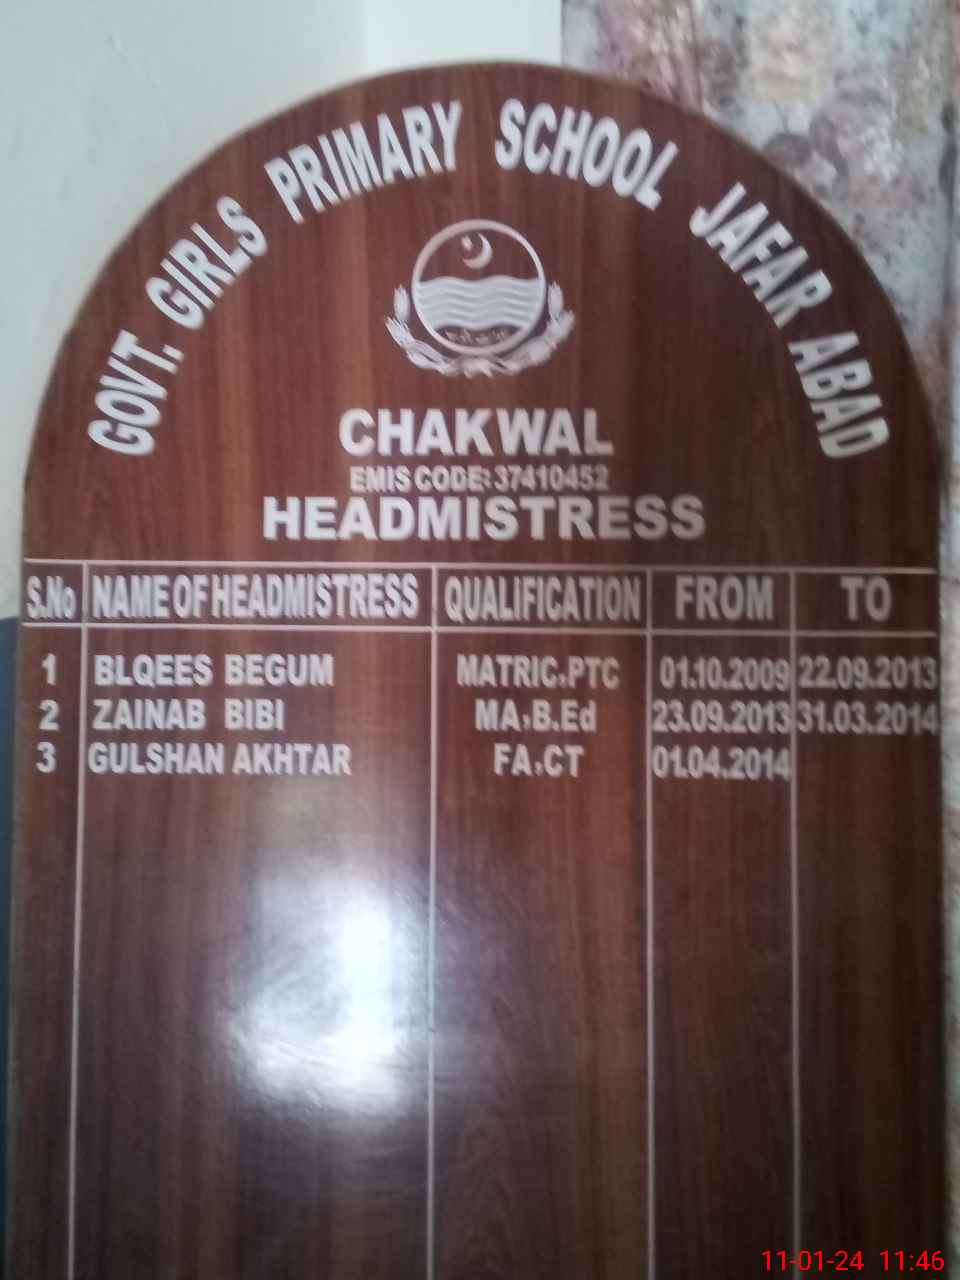 GOVT. GIRLS PRIMARY SCHOOL JAFAR ABAD
CHAKWAL
EMIS CODE: 37410452
HEADMISTRESS
S.No NAME OF HEADMISTRESS QUALIFICATION FROM TO
1 BLQEES BEGUM MATRIC,PTC 01.10.2009 22.09.2013
2 ZAINAB BIBI MA,B.Ed 23.09.2013 31.03.2014
3 GULSHAN AKHTAR FA,CT 01.04.2014
11-01-24 11:46